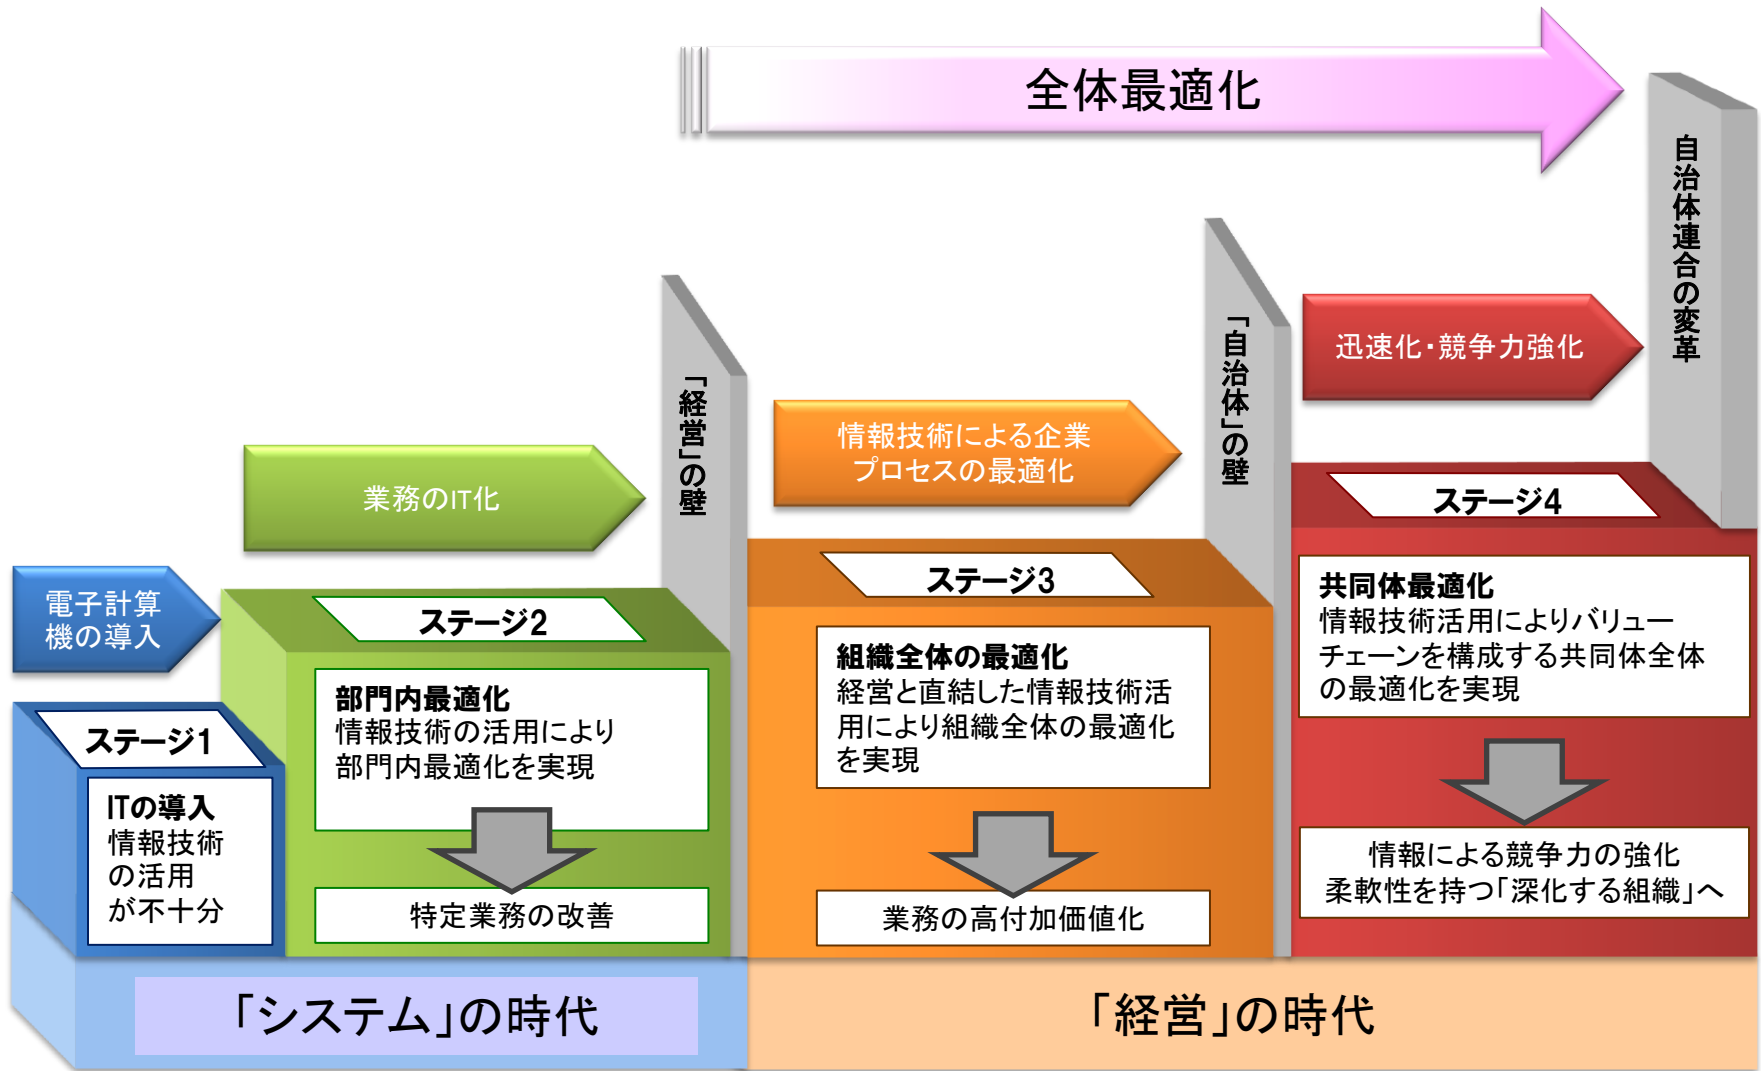 全体最適化
自治体連合の変革
「自治体」の壁
迅速化・競争力強化
「経営」の壁
情報技術による企業
プロセスの最適化
業務のIT化
電子計算
機の導入
ステージ1
ITの導入
情報技術
の活用
が不十分
ステージ2
部門内最適化
情報技術の活用により
部門内最適化を実現
特定業務の改善
ステージ3
組織全体の最適化
経営と直結した情報技術活
用により組織全体の最適化
を実現
業務の高付加価値化
ステージ4
共同体最適化
情報技術活用によりバリュー
チェーンを構成する共同体全体
の最適化を実現
情報による競争力の強化
柔軟性を持つ「深化する組織」へ
「システム」の時代
「経営」の時代